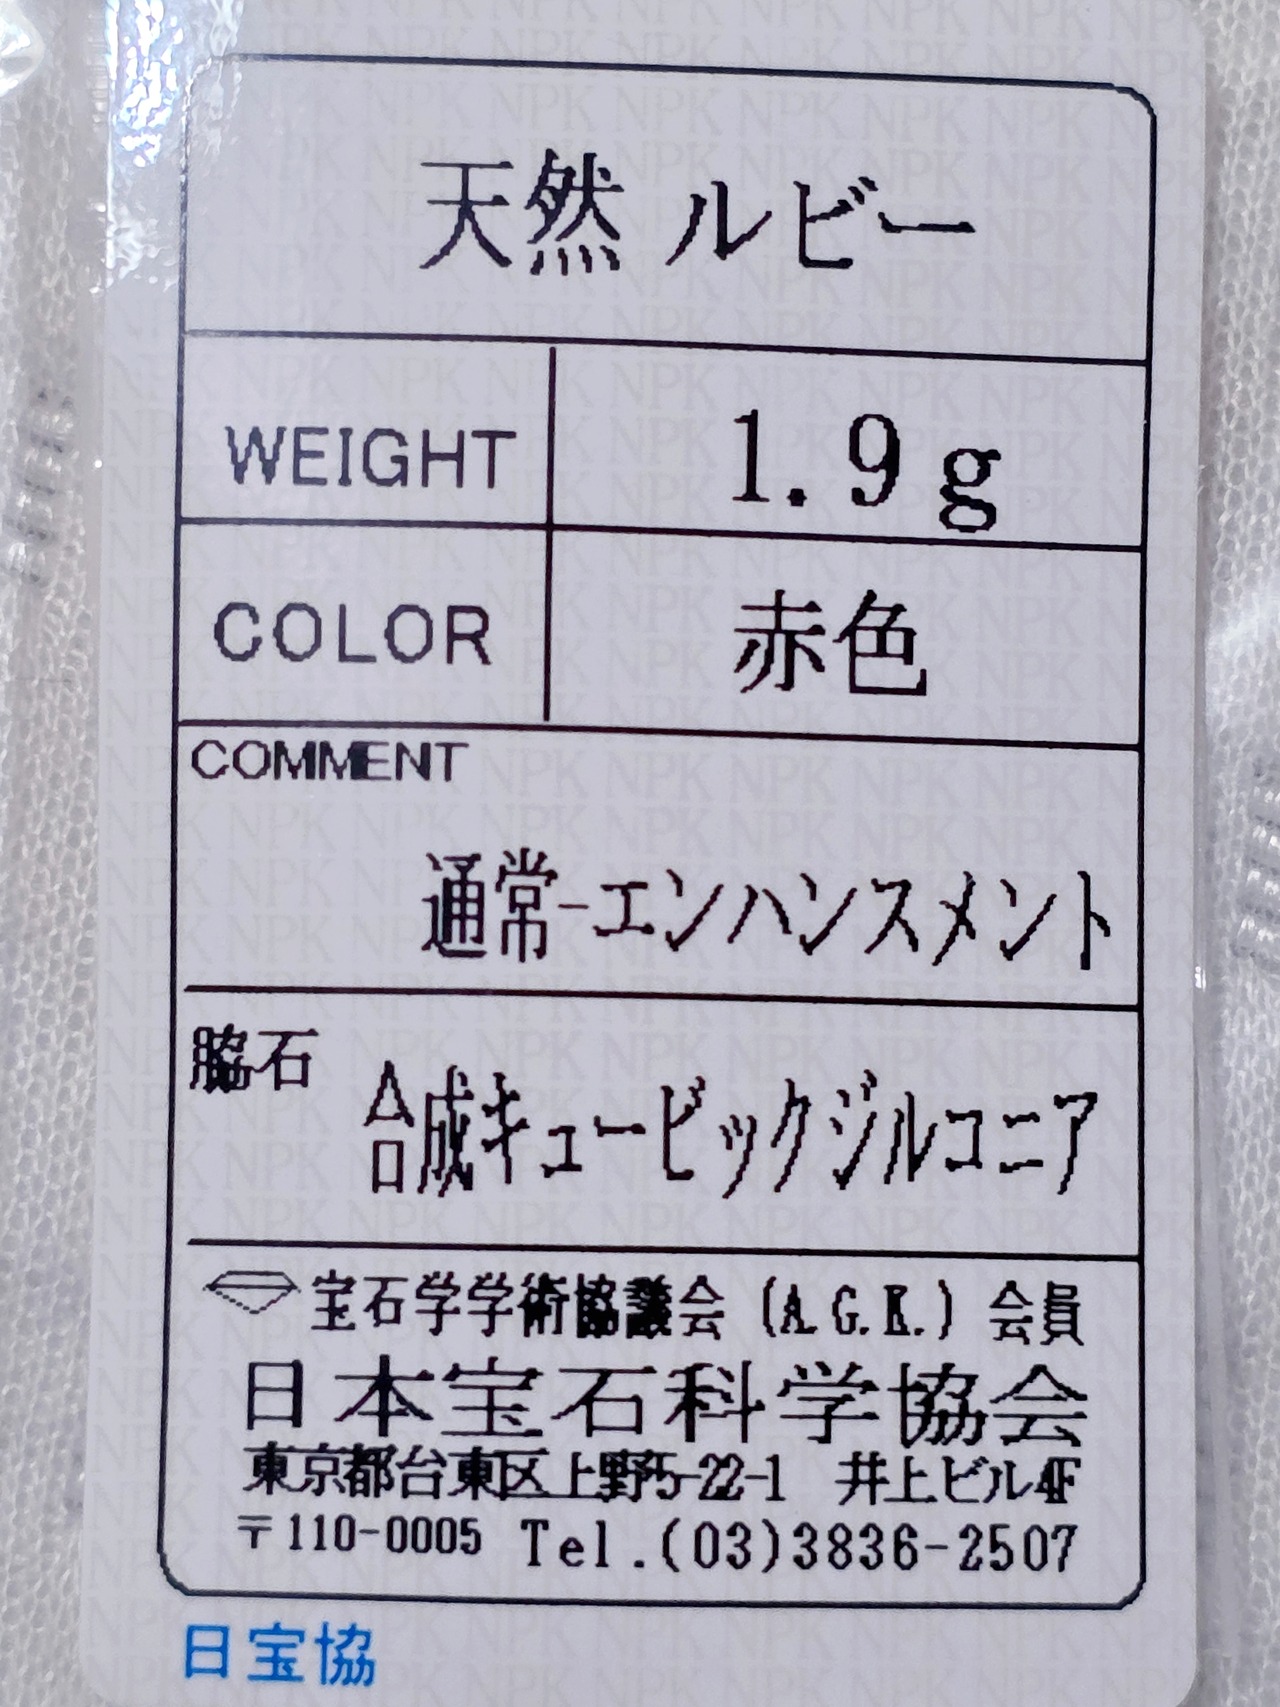 天然 ルビー
WEIGHT 1.9g
COLOR 赤色
COMMENT
通常-エンハンスメント
脇石 合成キュービックジルコニア
宝石学学術協議会 (A.G.K.) 会員
日本宝石科学協会
東京都台東区上野5-22-1 井上ビル4F
〒110-0005 Tel.(03)3836-2507
日宝協